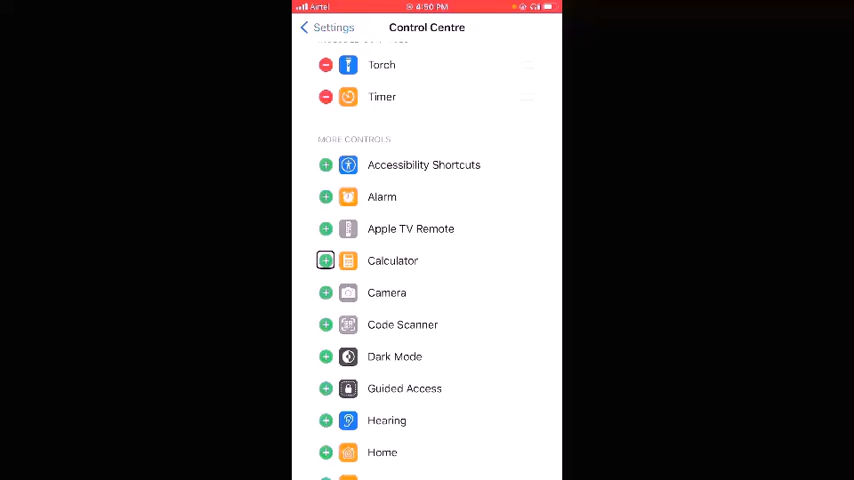 Airtel 4:50 PM
Settings Control Centre
Torch
Timer
MORE CONTROLS
Accessibility Shortcuts
Alarm
Apple TV Remote
Calculator
Camera
Code Scanner
Dark Mode
Guided Access
Hearing
Home